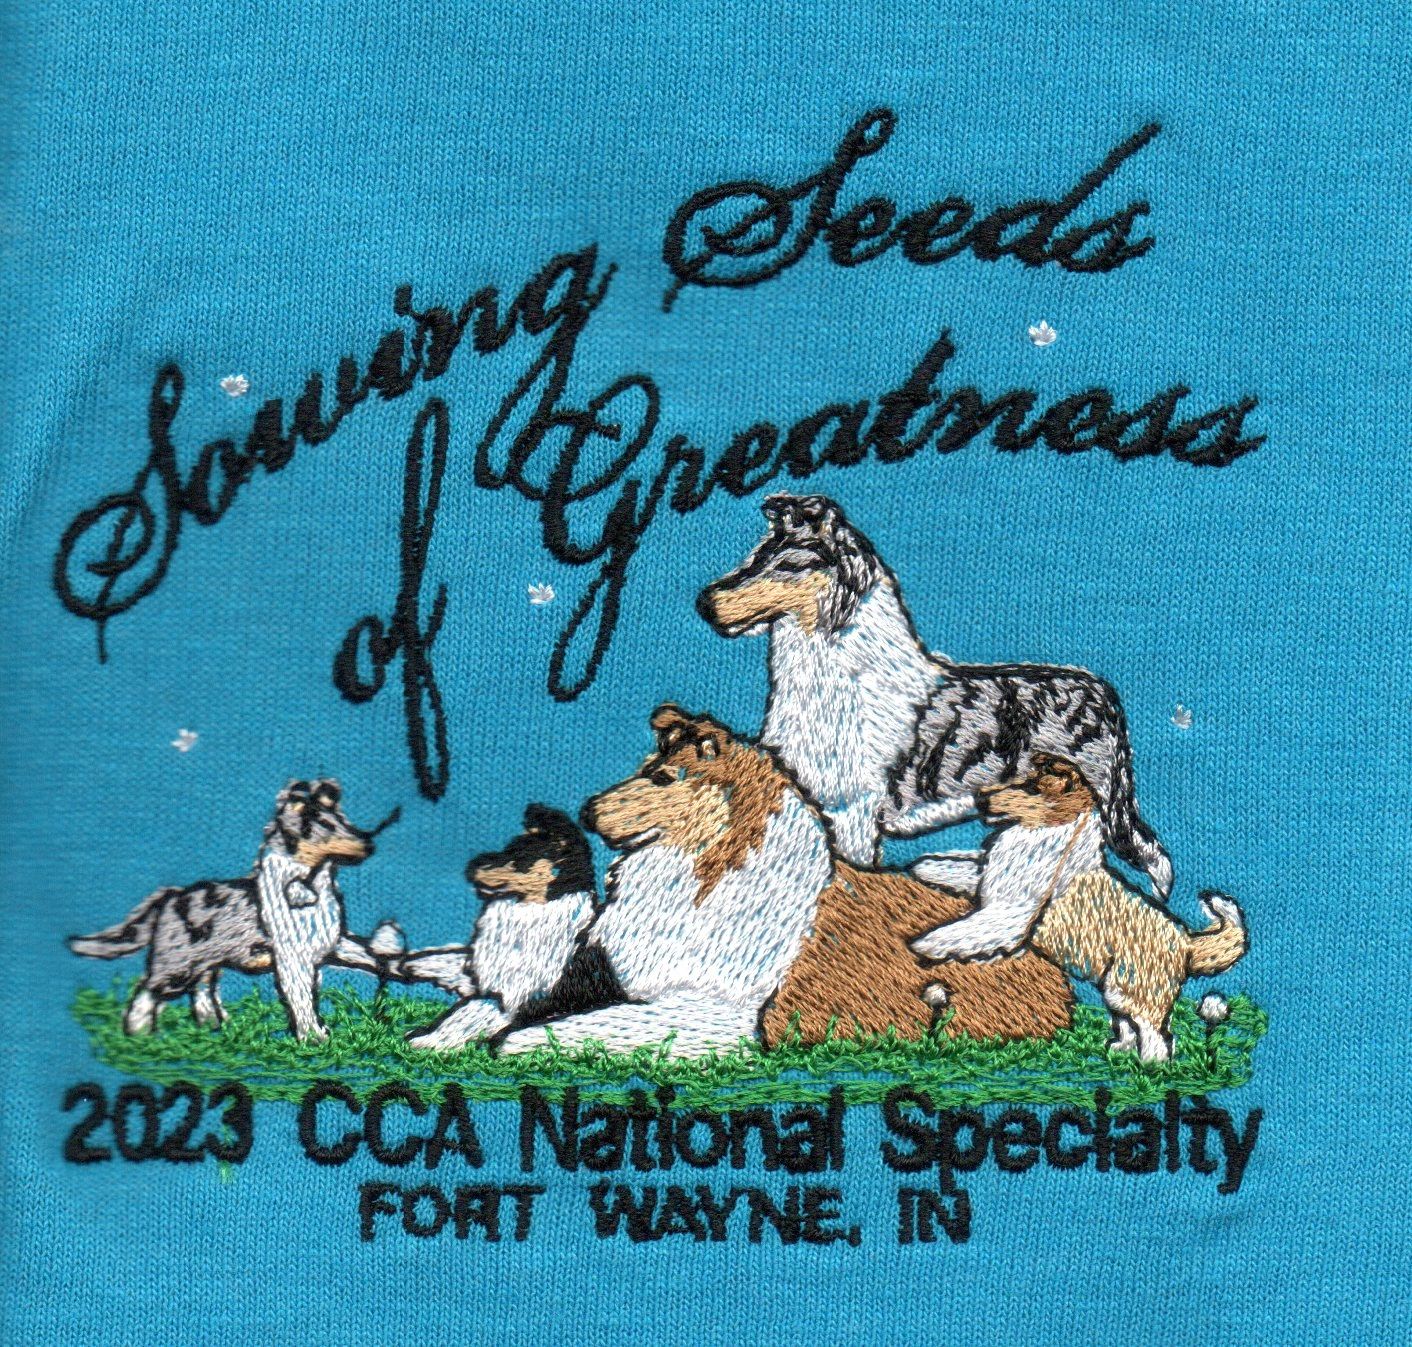 Sowing Seeds
of Greatness
2023 CCA National Specialty
FORT WAYNE, IN